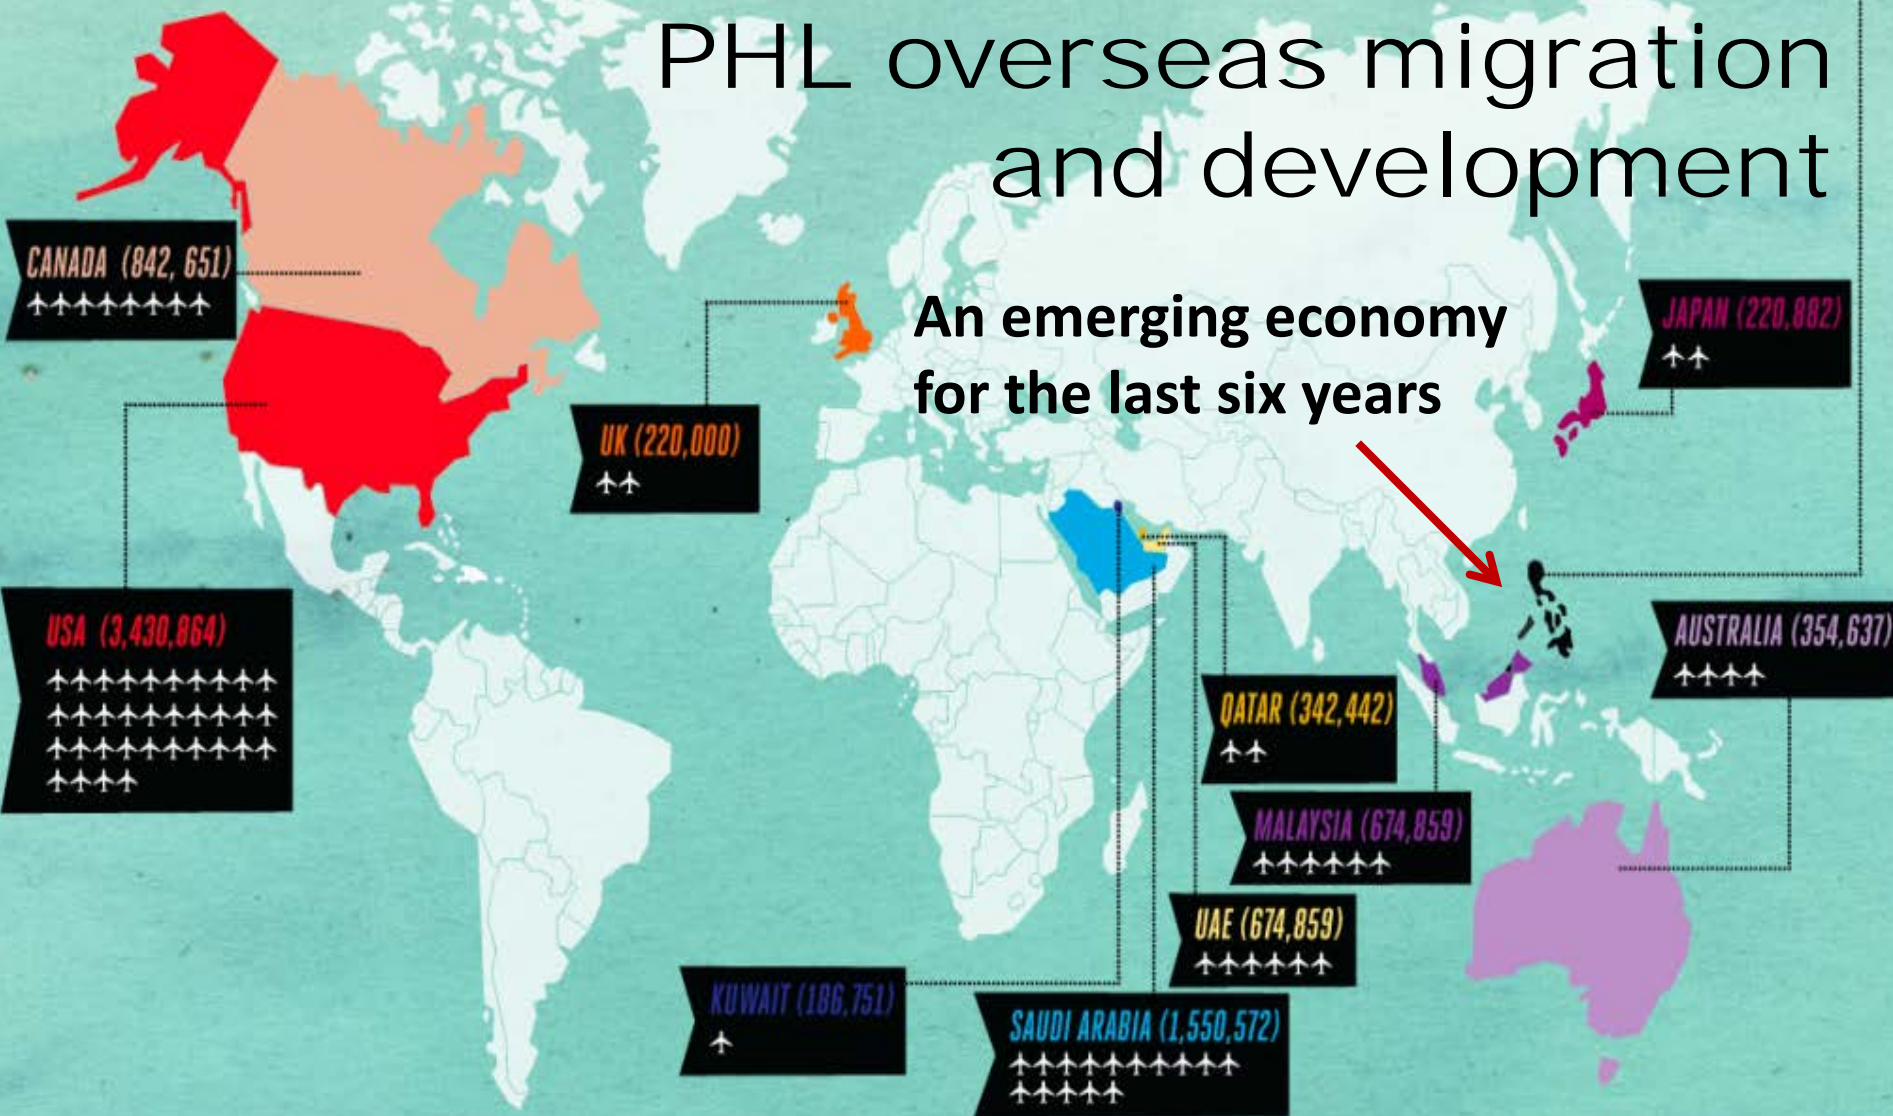 PHL overseas migration
and development
CANADA (842, 651)
An emerging economy
for the last six years
JAPAN (220,882)
UK (220,000)
USA (3,430,864)
AUSTRALIA (354,637)
QATAR (342,442)
MALAYSIA (674,859)
UAE (674,859)
KUWAIT (186,751)
SAUDI ARABIA (1,550,572)